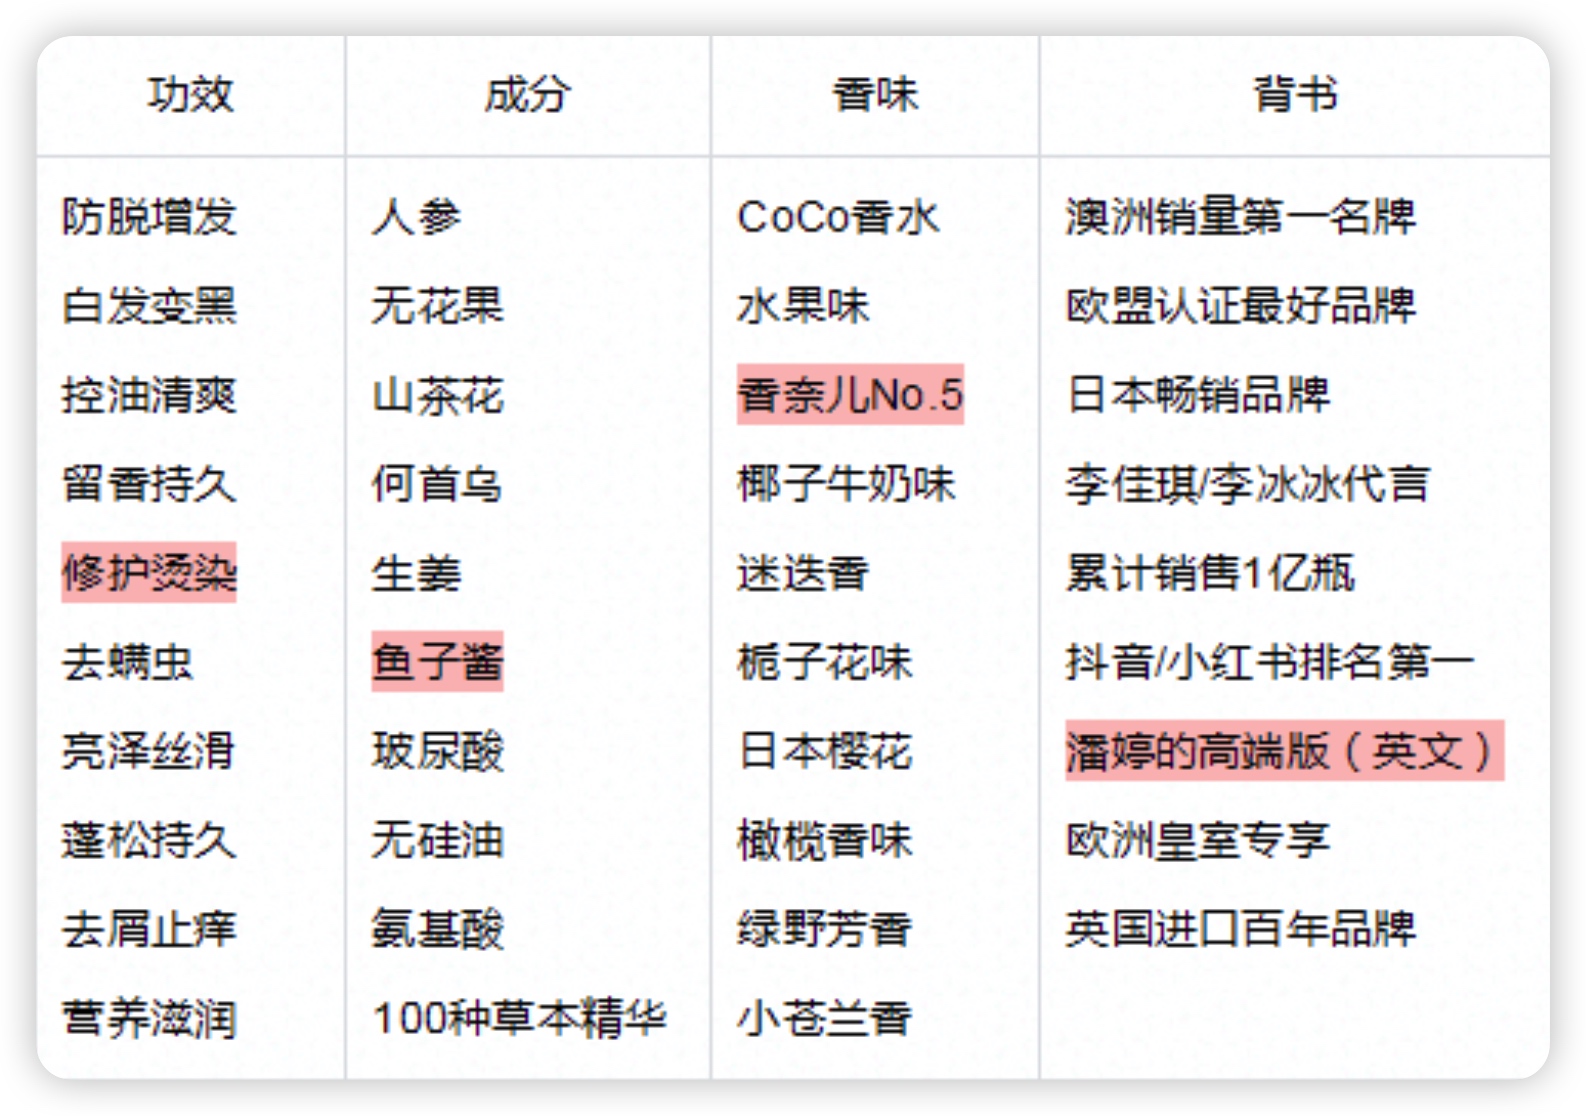 功效 成分 香味 背书
防脱增发 人参 CoCo香水 澳洲销量第一名牌
白发变黑 无花果 水果味 欧盟认证最好品牌
控油清爽 山茶花 香奈儿No.5 日本畅销品牌
留香持久 何首乌 椰子牛奶味 李佳琪/李冰冰代言
修护烫染 生姜 迷迭香 累计销售1亿瓶
去螨虫 鱼子酱 栀子花味 抖音/小红书排名第一
亮泽丝滑 玻尿酸 日本樱花 潘婷的高端版（英文）
蓬松持久 无硅油 橄榄香味 欧洲皇室专享
去屑止痒 氨基酸 绿野芳香 英国进口百年品牌
营养滋润 100种草本精华 小苍兰香